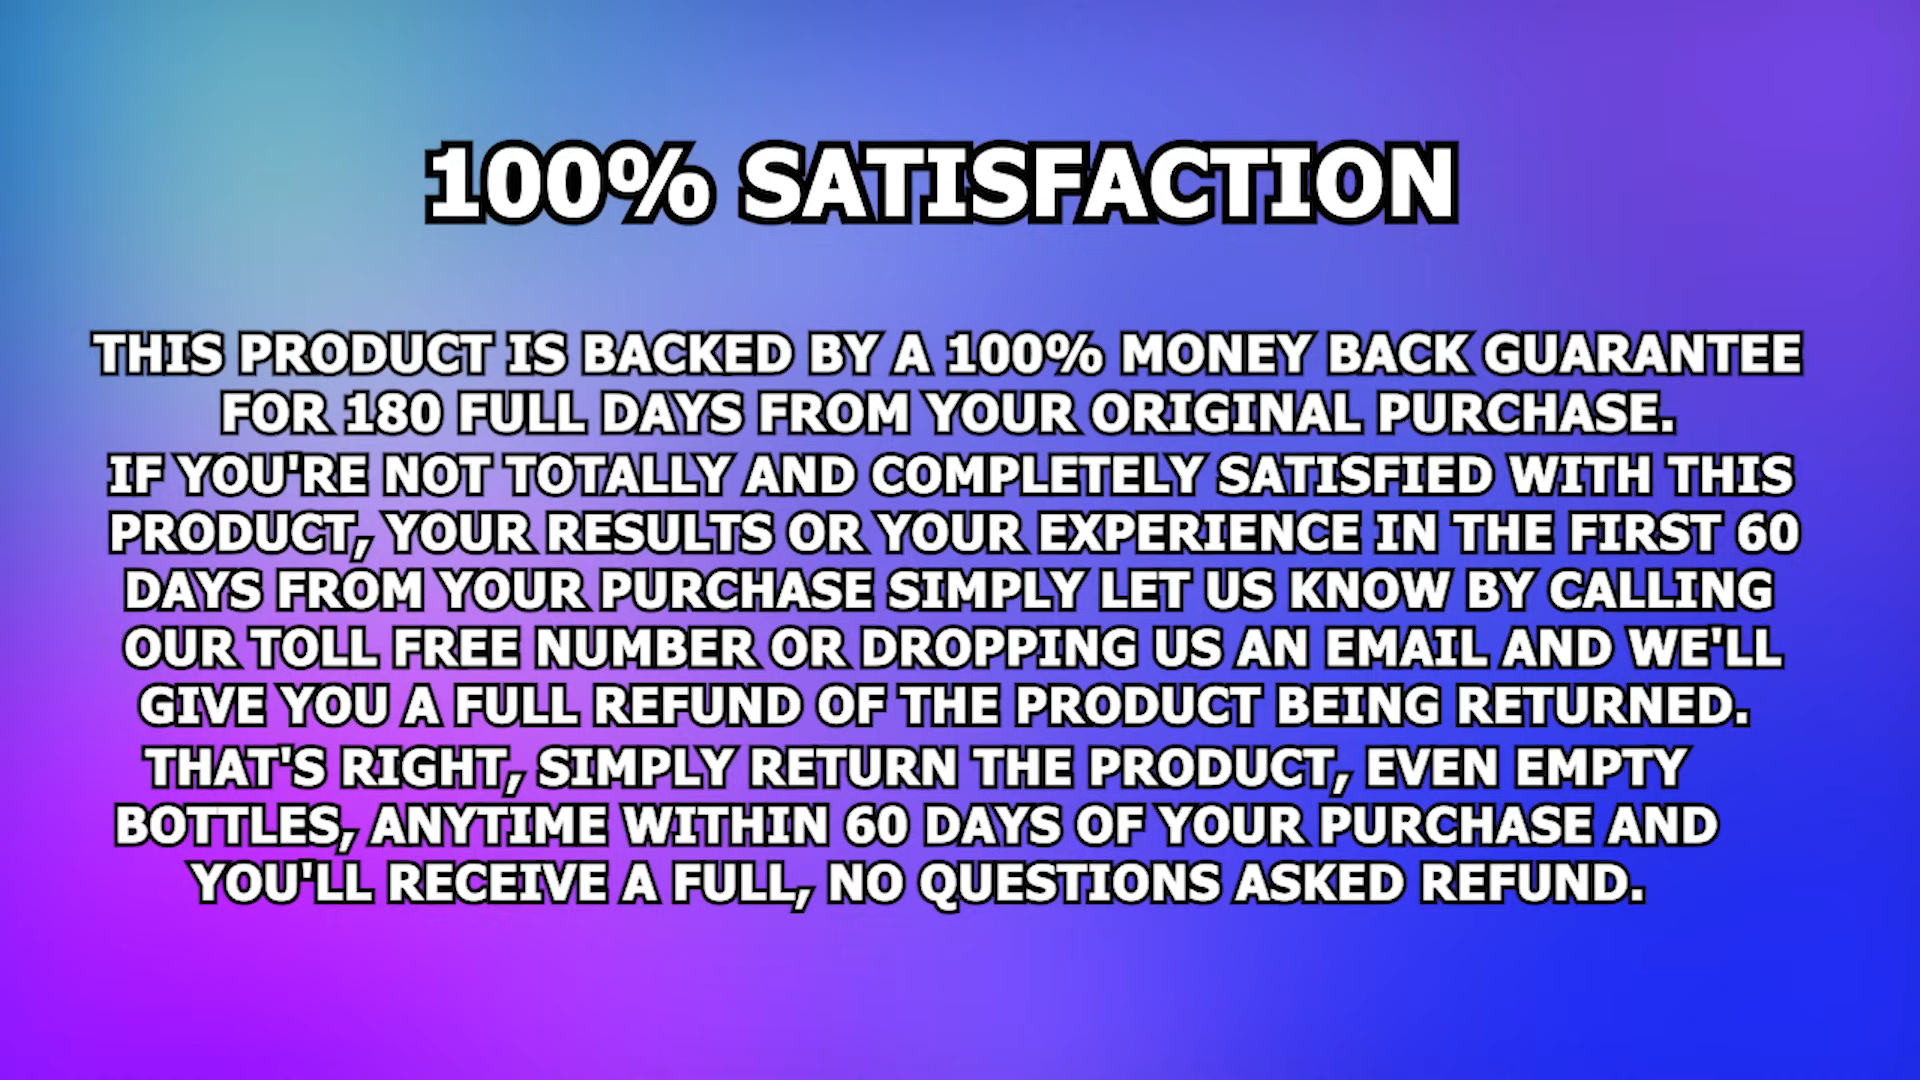 100% SATISFACTION
THIS PRODUCT IS BACKED BY A 100% MONEY BACK GUARANTEE
FOR 180 FULL DAYS FROM YOUR ORIGINAL PURCHASE.
IF YOU'RE NOT TOTALLY AND COMPLETELY SATISFIED WITH THIS
PRODUCT, YOUR RESULTS OR YOUR EXPERIENCE IN THE FIRST 60
DAYS FROM YOUR PURCHASE SIMPLY LET US KNOW BY CALLING
OUR TOLL FREE NUMBER OR DROPPING US AN EMAIL AND WE'LL
GIVE YOU A FULL REFUND OF THE PRODUCT BEING RETURNED.
THAT'S RIGHT, SIMPLY RETURN THE PRODUCT, EVEN EMPTY
BOTTLES, ANYTIME WITHIN 60 DAYS OF YOUR PURCHASE AND
YOU'LL RECEIVE A FULL, NO QUESTIONS ASKED REFUND.